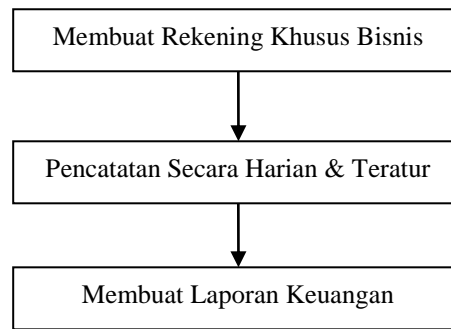 Membuat Rekening Khusus Bisnis
Pencatatan Secara Harian & Teratur
Membuat Laporan Keuangan